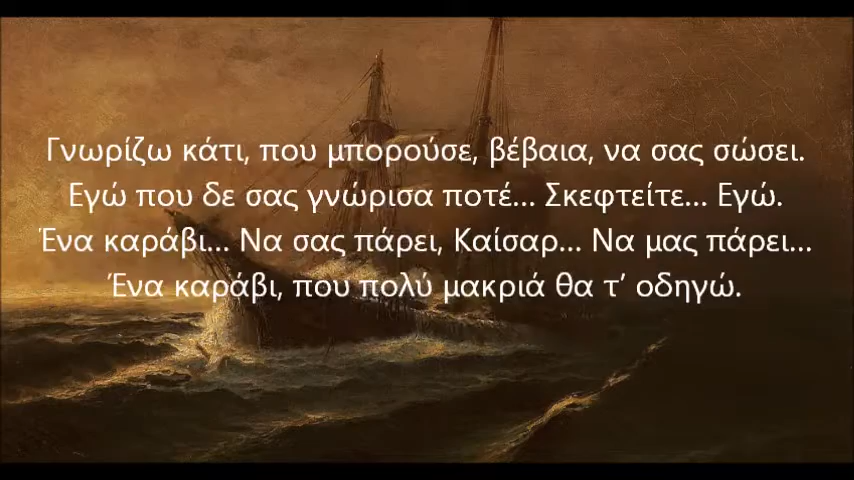 Γνωρίζω κάτι, που μπορούσε, βέβαια, να σας σώσει.
Εγώ που δε σας γνώρισα ποτέ... Σκεφτείτε... Εγώ.
Ένα καράβι... Να σας πάρει, Καίσαρ... Να μας πάρει...
Ένα καράβι, που πολύ μακριά θα τ’ οδηγώ.